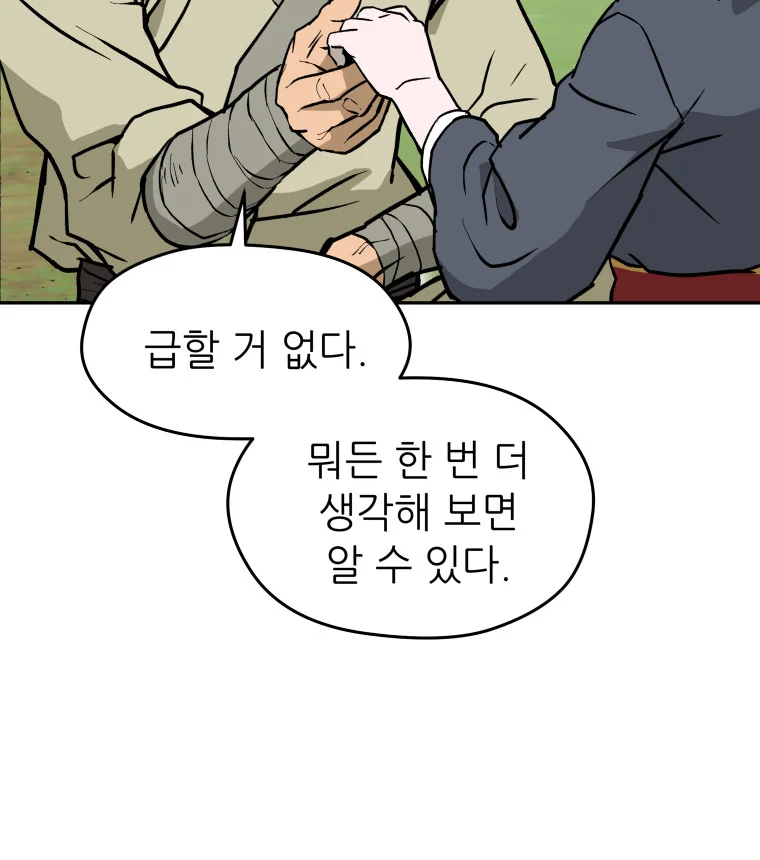 급할 거 없다.
뭐든 한 번 더
생각해 보면
알 수 있다.